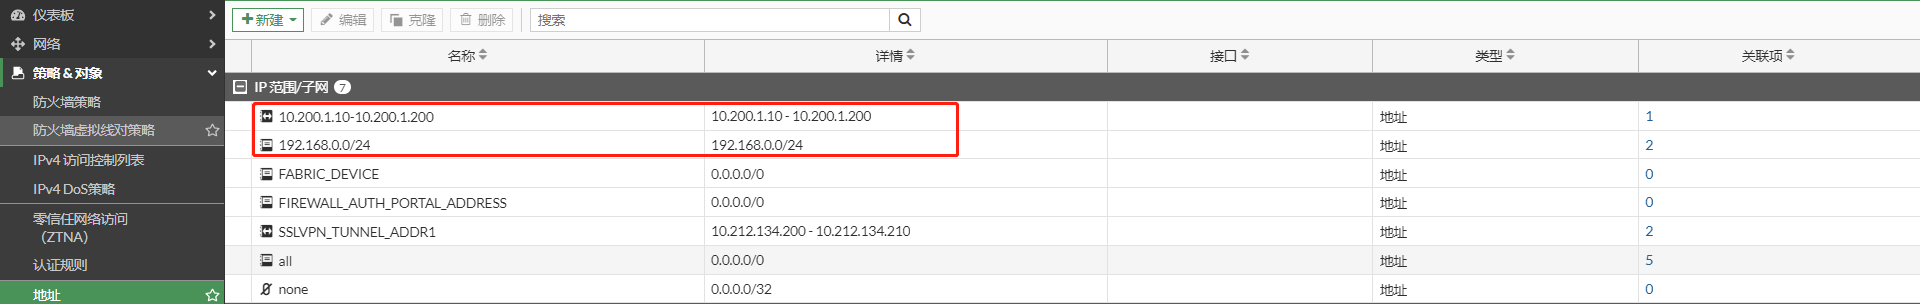 仪表板
网络
策略 & 对象
防火墙策略
防火墙虚拟线对策略
IPv4 访问控制列表
IPv4 DoS策略
零信任网络访问
（ZTNA）
认证规则
地址
新建 编辑 克隆 删除 搜索
名称 详情 接口 类型 关联项
IP 范围/子网 7
10.200.1.10-10.200.1.200 10.200.1.10 - 10.200.1.200 地址 1
192.168.0.0/24 192.168.0.0/24 地址 2
FABRIC_DEVICE 0.0.0.0/0 地址 0
FIREWALL_AUTH_PORTAL_ADDRESS 0.0.0.0/0 地址 0
SSLVPN_TUNNEL_ADDR1 10.212.134.200 - 10.212.134.210 地址 2
all 0.0.0.0/0 地址 5
none 0.0.0.0/32 地址 0